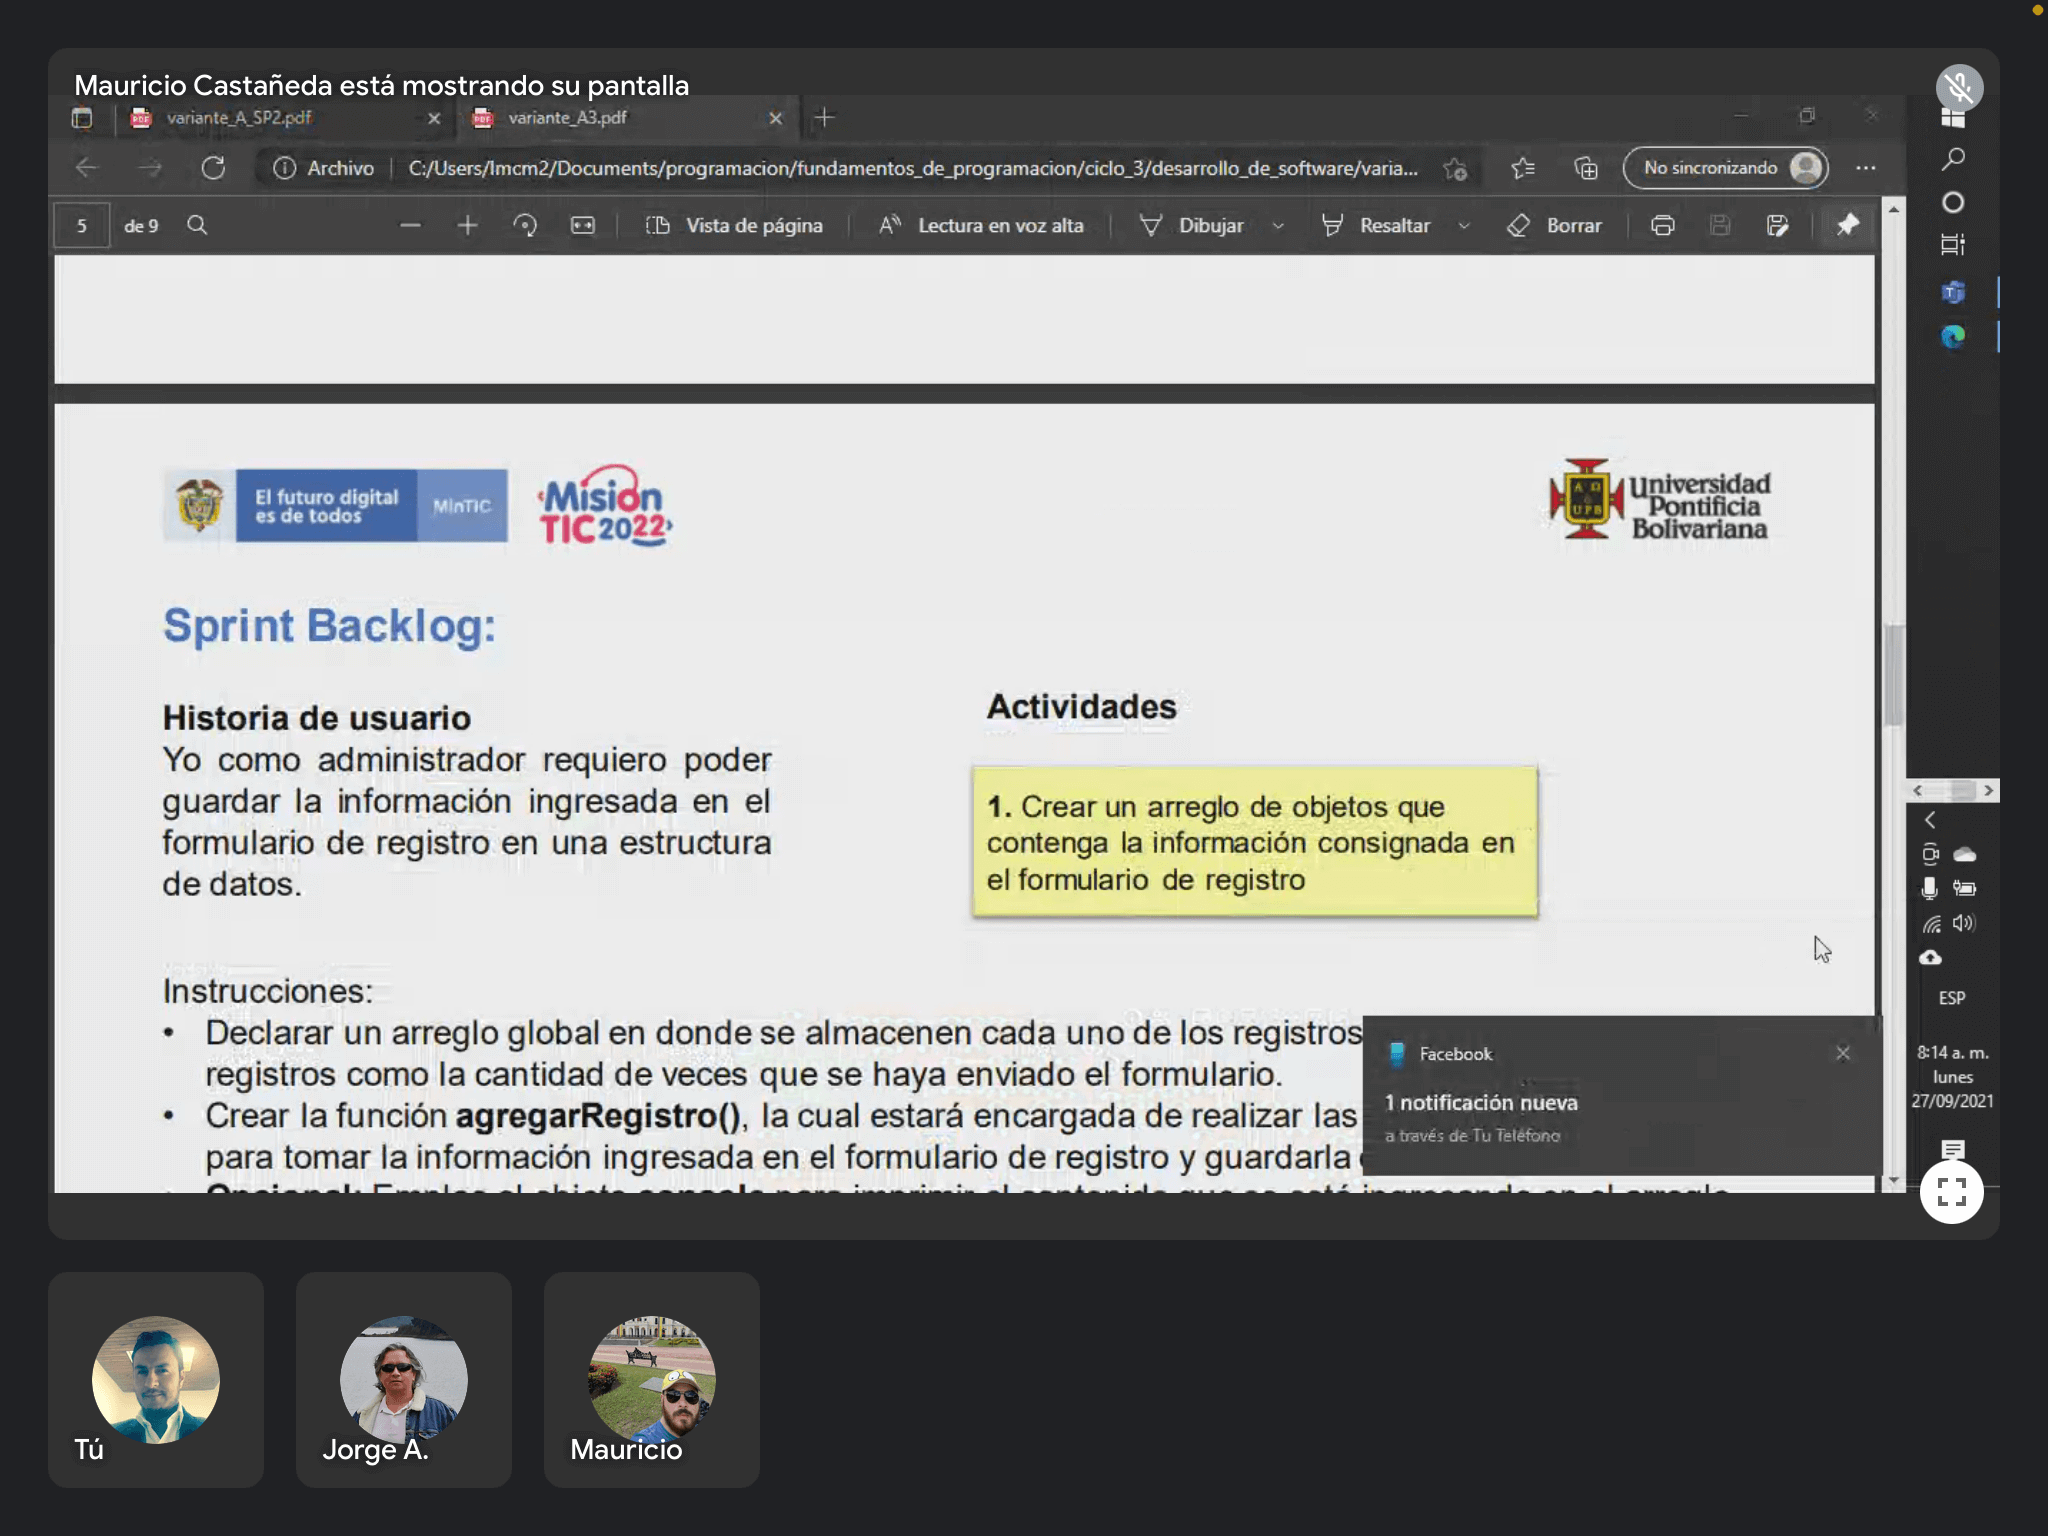 Mauricio Castañeda está mostrando su pantalla
variante_A_SP2.pdf
variante_A3.pdf
Archivo
C:/Users/lmcm2/Documents/programacion/fundamentos_de_programacion/ciclo_3/desarrollo_de_software/varia...
No sincronizando
5 de 9
Vista de página
Lectura en voz alta
Dibujar
Resaltar
Borrar
El futuro digital
es de todos
MinTIC
Misión
TIC2022
Universidad
Pontificia
Bolivariana
Sprint Backlog:
Historia de usuario
Yo como administrador requiero poder
guardar la información ingresada en el
formulario de registro en una estructura
de datos.
Actividades
1. Crear un arreglo de objetos que
contenga la información consignada en
el formulario de registro
Instrucciones:
• Declarar un arreglo global en donde se almacenen cada uno de los registros
registros como la cantidad de veces que se haya enviado el formulario.
• Crear la función agregarRegistro(), la cual estará encargada de realizar las
para tomar la información ingresada en el formulario de registro y guardarla
Facebook
1 notificación nueva
a través de Tu Teléfono
ESP
8:14 a. m.
lunes
27/09/2021
Tú
Jorge A.
Mauricio